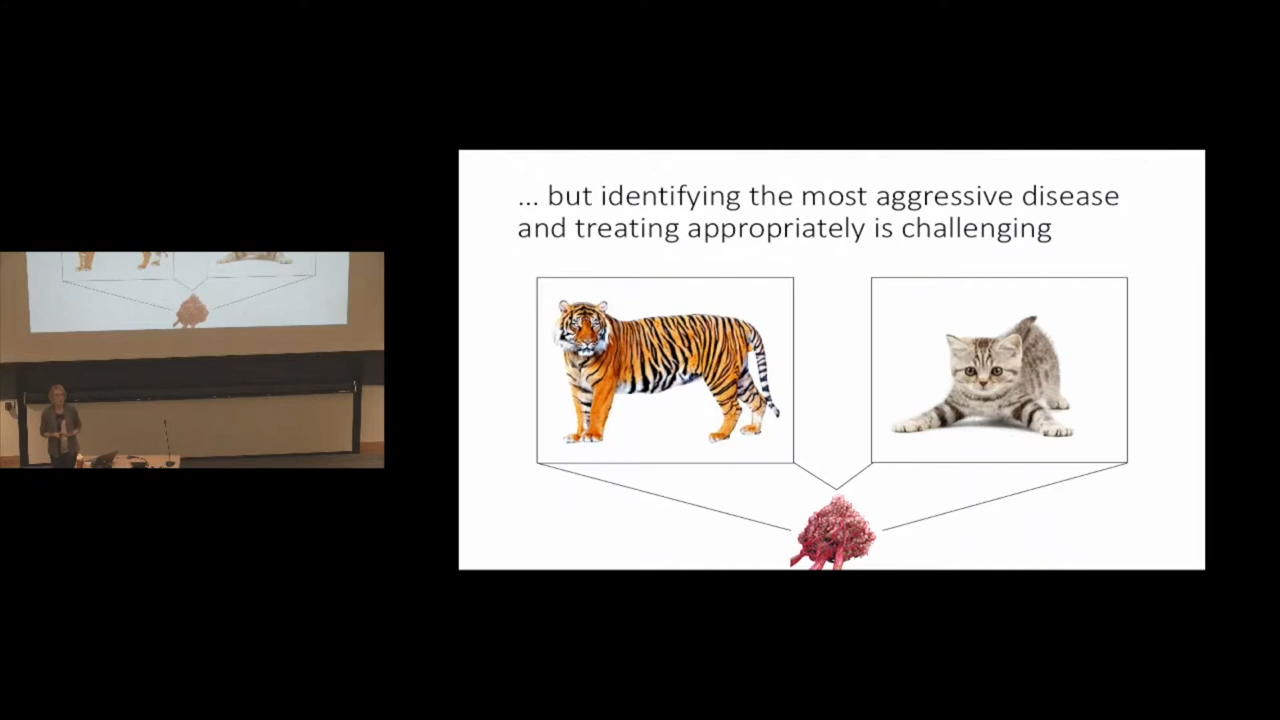 ... but identifying the most aggressive disease
and treating appropriately is challenging